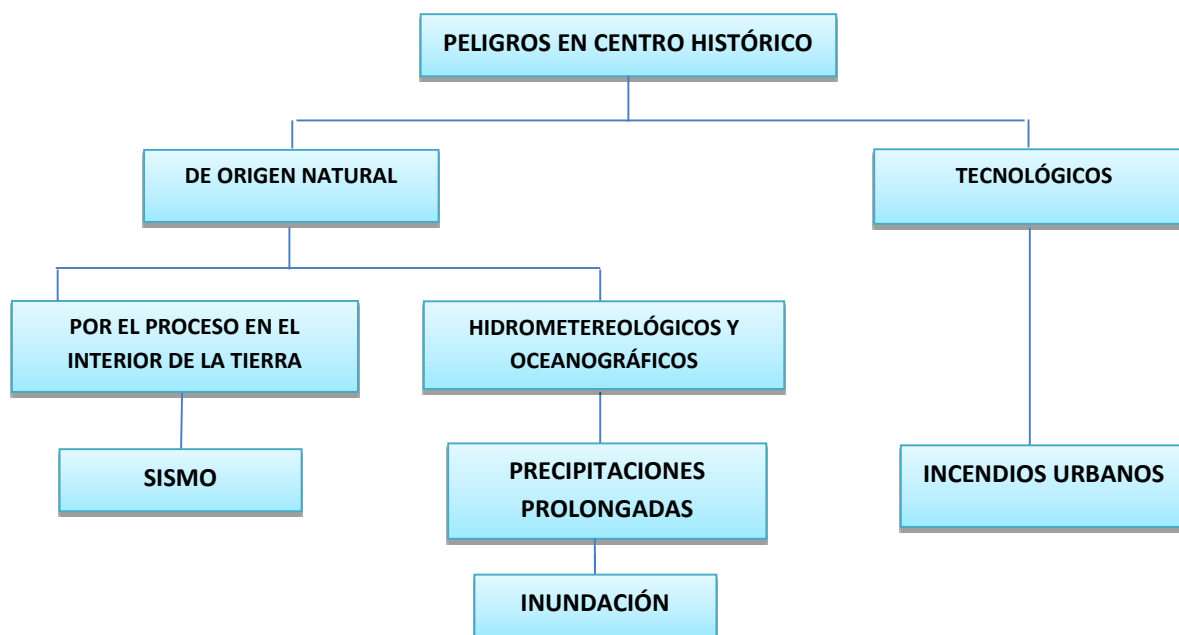 PELIGROS EN CENTRO HISTÓRICO
DE ORIGEN NATURAL
TECNOLÓGICOS
POR EL PROCESO EN EL
INTERIOR DE LA TIERRA
HIDROMETEREOLÓGICOS Y
OCEANOGRÁFICOS
SISMO
PRECIPITACIONES
PROLONGADAS
INCENDIOS URBANOS
INUNDACIÓN